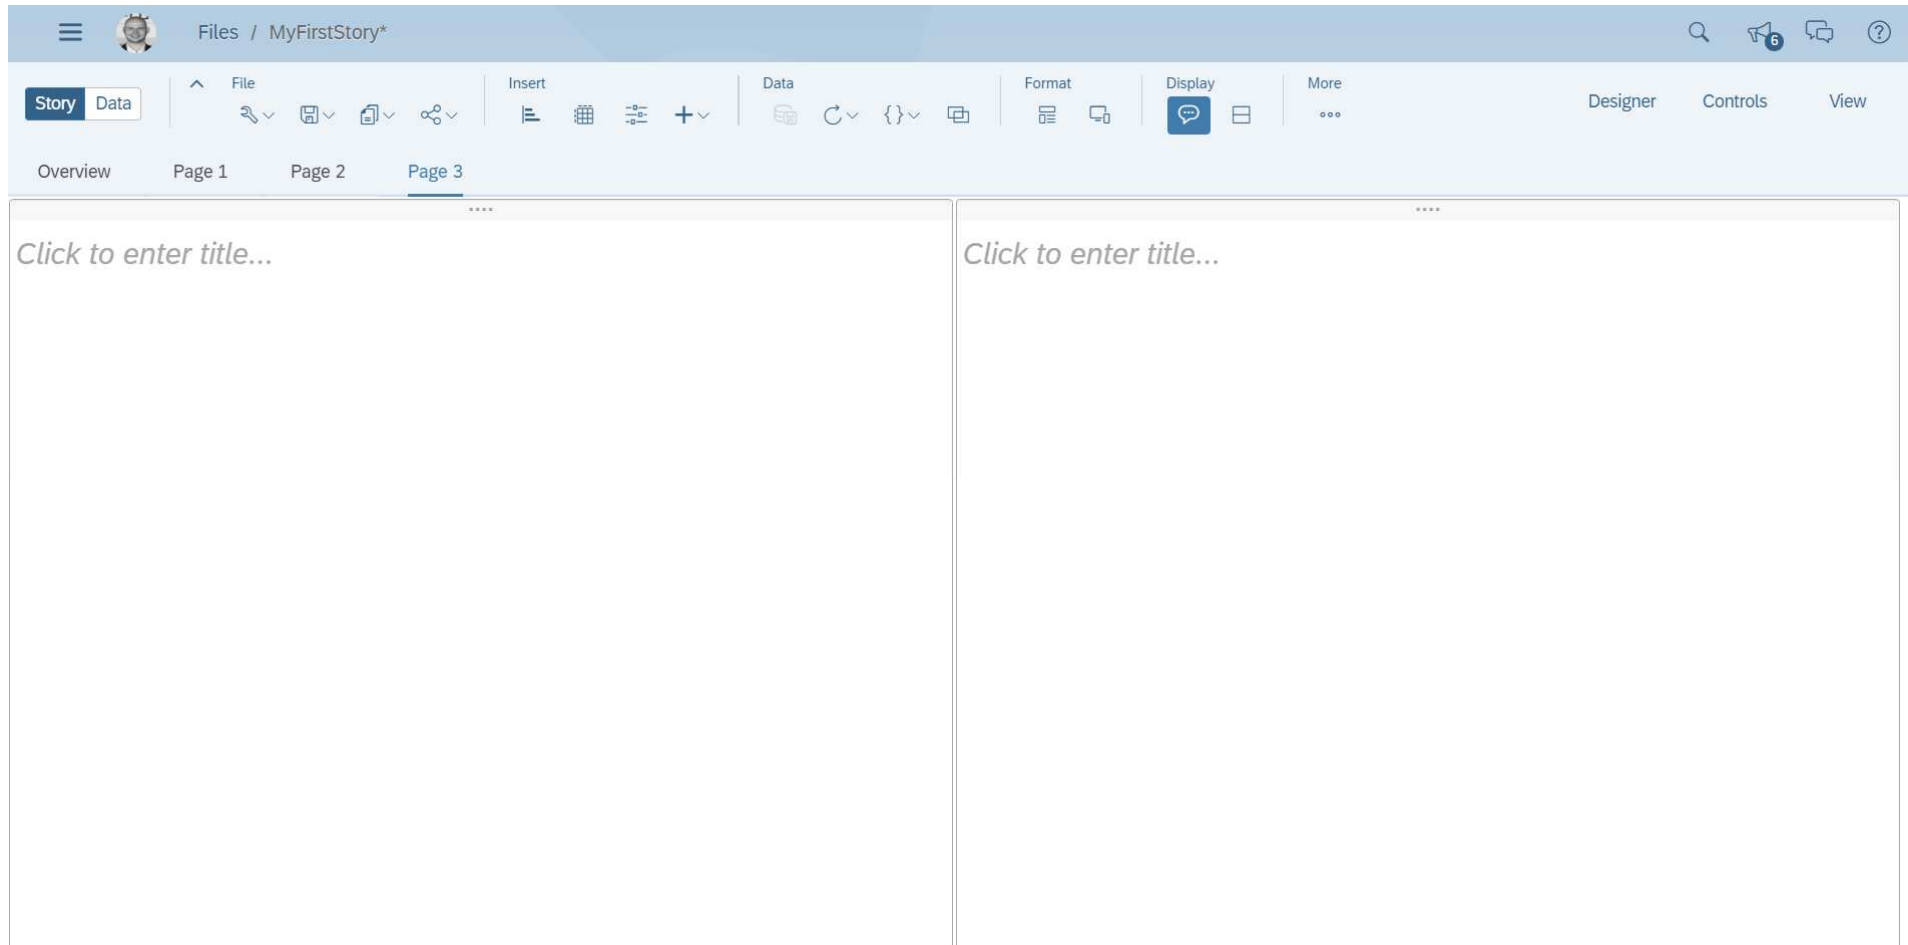 Files / MyFirstStory*
6
Story Data
File
Insert
Data
Format
Display
More
Designer Controls View
Overview Page 1 Page 2 Page 3
Click to enter title...
Click to enter title...